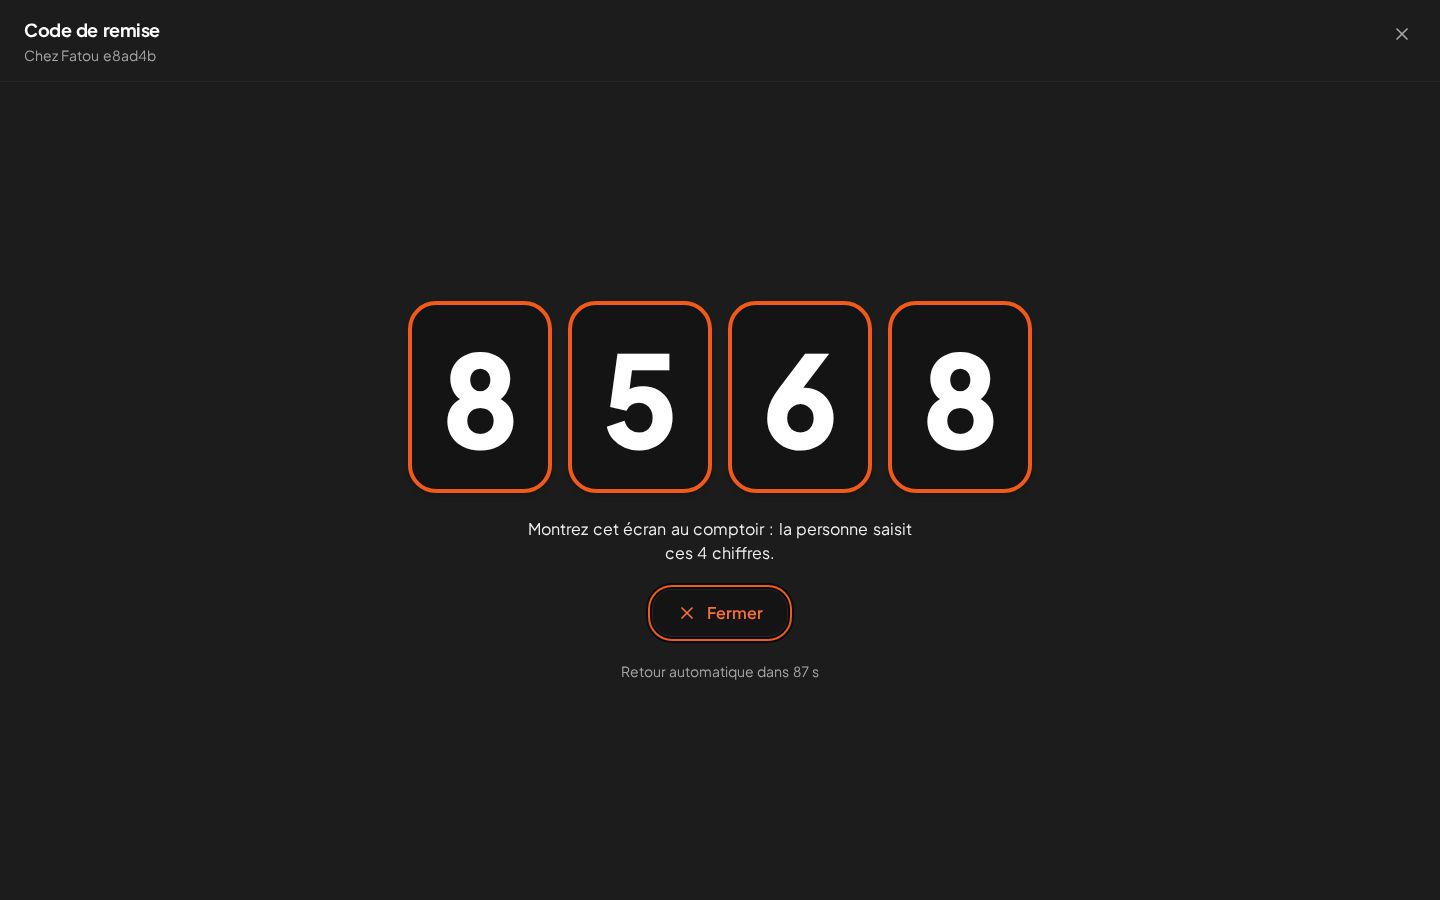 Code de remise
Chez Fatou e8ad4b
8 5 6 8
Montrez cet écran au comptoir : la personne saisit
ces 4 chiffres.
Fermer
Retour automatique dans 87 s